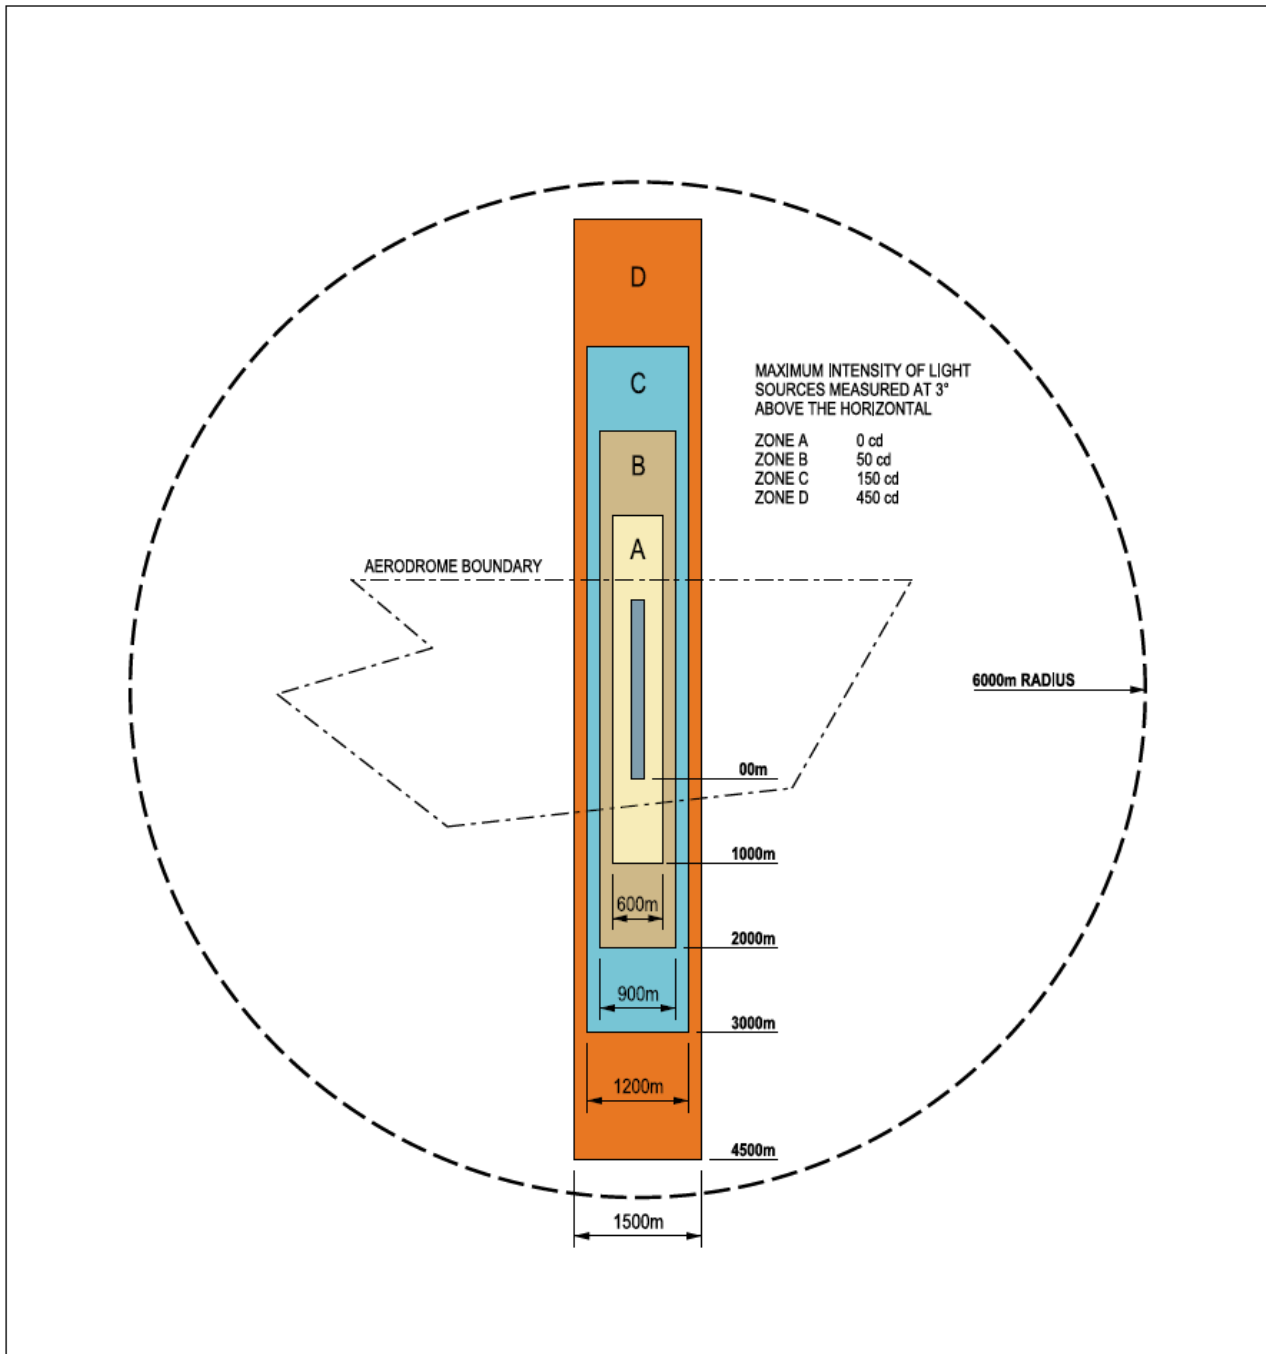 D
C
MAXIMUM INTENSITY OF LIGHT
SOURCES MEASURED AT 3°
ABOVE THE HORIZONTAL
ZONE A 0 cd
ZONE B 50 cd
ZONE C 150 cd
ZONE D 450 cd
B
A
AERODROME BOUNDARY
6000m RADIUS
00m
1000m
600m
2000m
900m
3000m
1200m
4500m
1500m